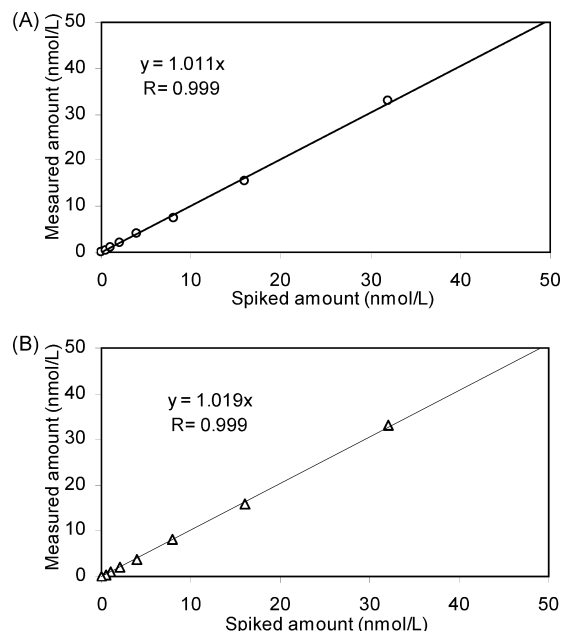 (A)
50
40
30
20
10
0
Mesaured amount (nmol/L)
y = 1.011x
R= 0.999
0 10 20 30 40 50
Spiked amount (nmol/L)
(B)
50
40
30
20
10
0
Measured amount (nmol/L)
y = 1.019x
R= 0.999
0 10 20 30 40 50
Spiked amount (nmol/L)